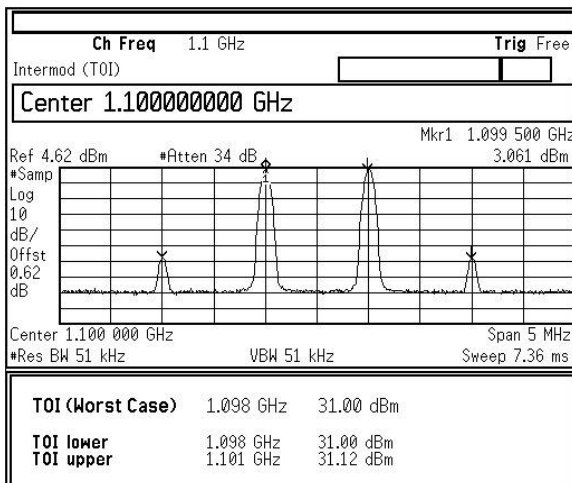 Ch Freq 1.1 GHz Trig Free
Intermod (TOI)
Center 1.100000000 GHz
Mkr1 1.099 500 GHz
Ref 4.62 dBm #Atten 34 dB 3.061 dBm
#Samp
Log
10
dB/
Offst
0.62
dB
Center 1.100 000 GHz Span 5 MHz
#Res BW 51 kHz VBW 51 kHz Sweep 7.36 ms
TOI (Worst Case) 1.098 GHz 31.00 dBm
TOI lower 1.098 GHz 31.00 dBm
TOI upper 1.101 GHz 31.12 dBm